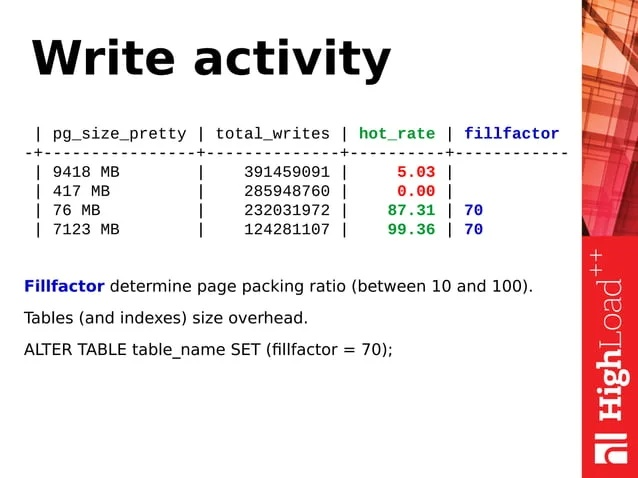 Write activity
| pg_size_pretty | total_writes | hot_rate | fillfactor
-+----------------+--------------+----------+------------
| 9418 MB        |    391459091 |     5.03 |
| 417 MB         |    285948760 |     0.00 |
| 76 MB          |    232031972 |    87.31 | 70
| 7123 MB        |    124281107 |    99.36 | 70
Fillfactor determine page packing ratio (between 10 and 100).
Tables (and indexes) size overhead.
ALTER TABLE table_name SET (fillfactor = 70);
HighLoad++